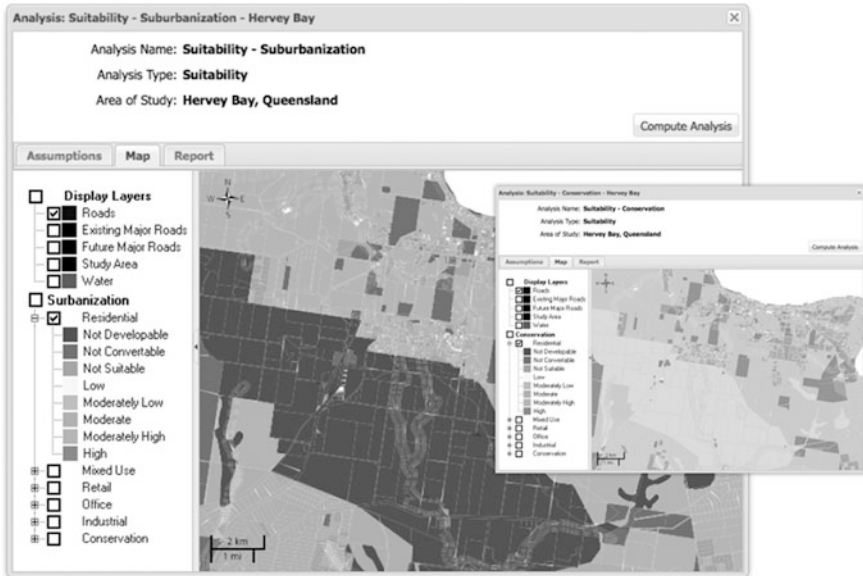 Analysis: Suitability - Suburbanization - Hervey Bay
Analysis Name: Suitability - Suburbanization
Analysis Type: Suitability
Area of Study: Hervey Bay, Queensland
Compute Analysis
Assumptions Map Report
Display Layers
Roads
Existing Major Roads
Future Major Roads
Study Area
Water
Surbanization
Residential
Not Developable
Not Convertable
Not Suitable
Low
Moderately Low
Moderate
Moderately High
High
Mixed Use
Retail
Office
Industrial
Conservation
N
W E
S
2 km
1 mi
Analysis: Suitability - Conservation - Hervey Bay
Analysis Name: Suitability - Conservation
Analysis Type: Suitability
Area of Study: Hervey Bay, Queensland
Compute Analysis
Assumptions Map Report
Display Layers
Roads
Existing Major Roads
Future Major Roads
Study Area
Water
Conservation
Residential
Not Developable
Not Convertable
Not Suitable
Low
Moderately Low
Moderate
Moderately High
High
Mixed Use
Retail
Office
Industrial
Conservation